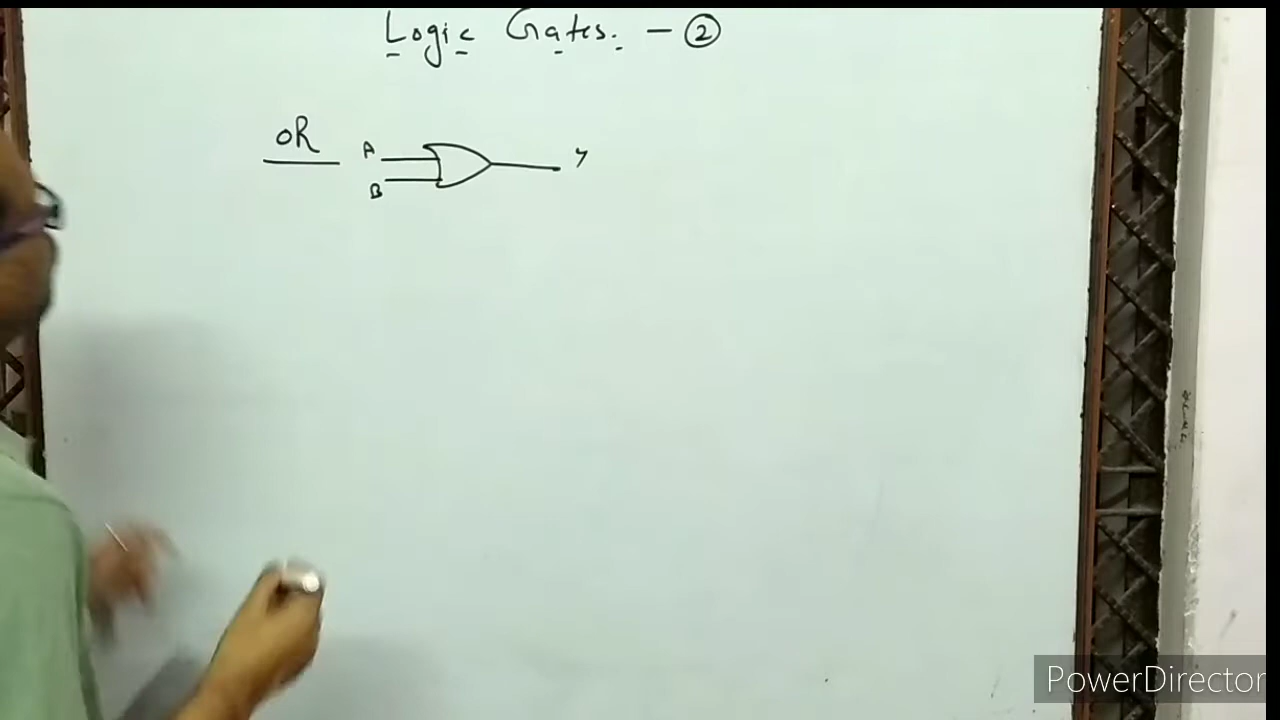 Logic Gates. - ②
OR
A
Y
B
PowerDirector